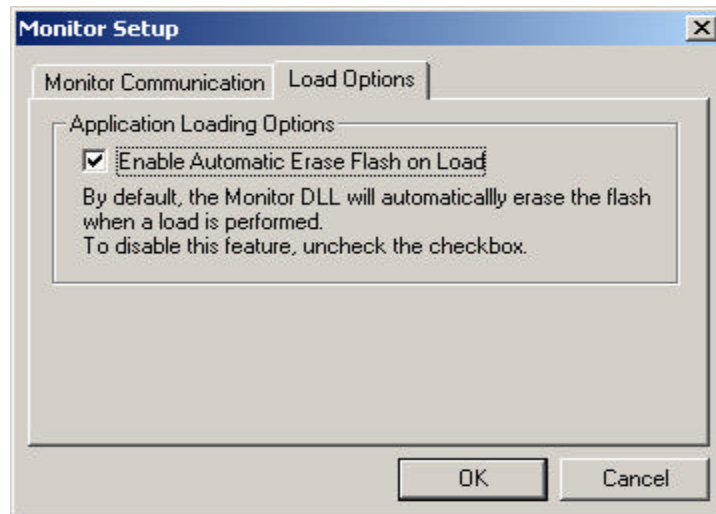 Monitor Setup
Monitor Communication
Load Options
Application Loading Options
Enable Automatic Erase Flash on Load
By default, the Monitor DLL will automaticallly erase the flash
when a load is performed.
To disable this feature, uncheck the checkbox.
OK
Cancel